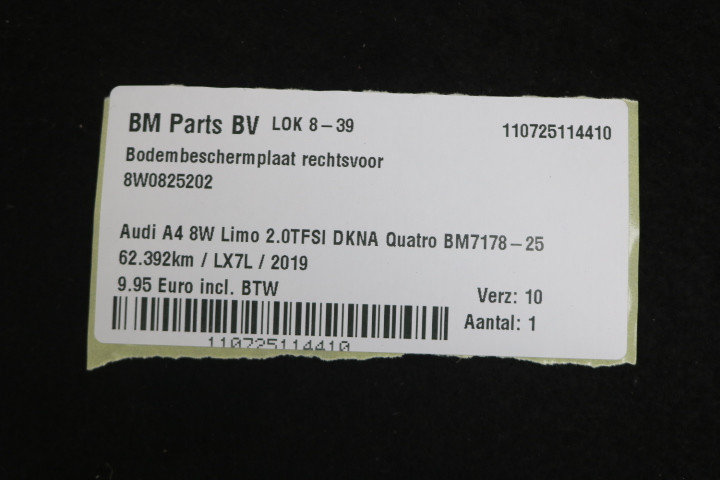 BM Parts BV LOK 8-39 110725114410
Bodembeschermplaat rechtsvoor
8W0825202
Audi A4 8W Limo 2.0TFSI DKNA Quatro BM7178-25
62.392km / LX7L / 2019
9.95 Euro incl. BTW
Verz: 10
Aantal: 1
110725114410